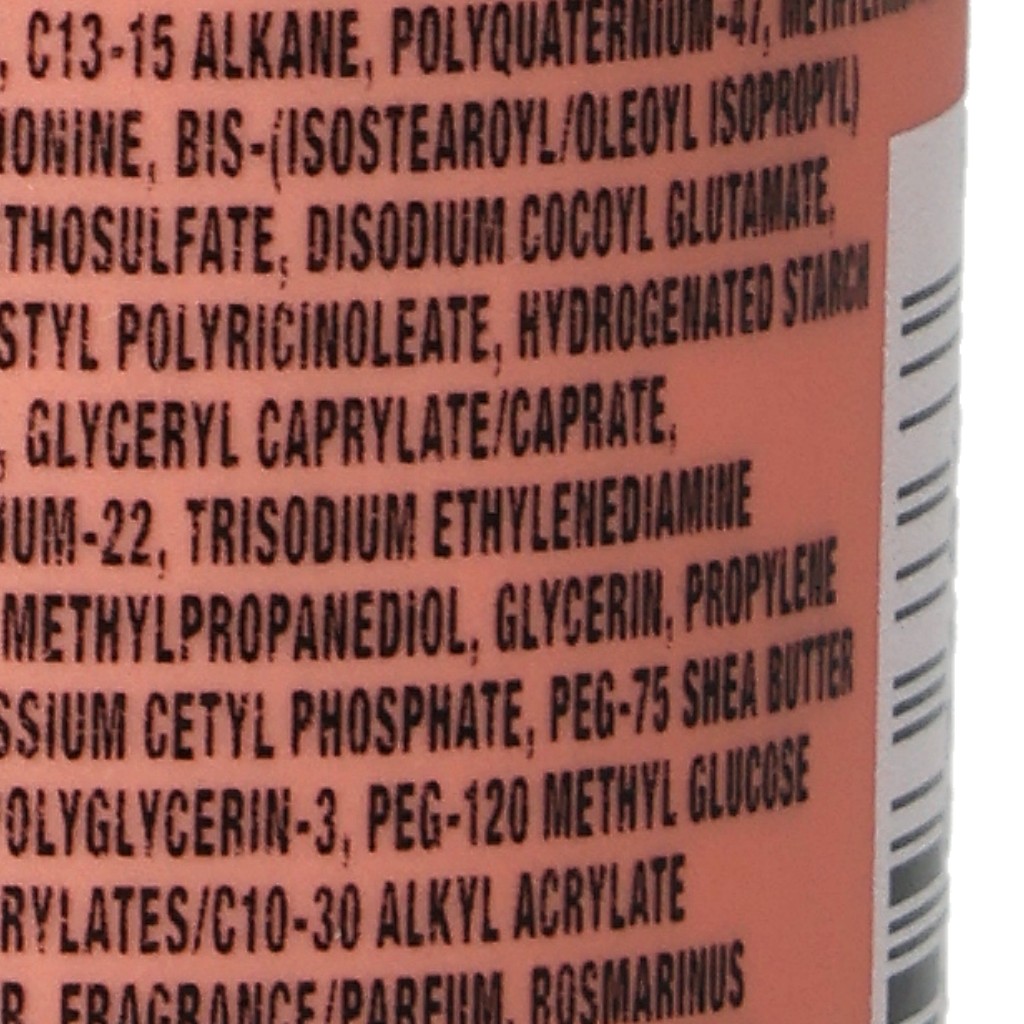 , C13-15 ALKANE, POLYQUATERNIUM-47,
IONINE, BIS-(ISOSTEAROYL/OLEOYL ISOPROPYL)
THOSULFATE, DISODIUM COCOYL GLUTAMATE,
STYL POLYRICINOLEATE, HYDROGENATED STARCH
, GLYCERYL CAPRYLATE/CAPRATE,
IUM-22, TRISODIUM ETHYLENEDIAMINE
METHYLPROPANEDIOL, GLYCERIN, PROPYLENE
SSIUM CETYL PHOSPHATE, PEG-75 SHEA BUTTER
OLYGLYCERIN-3, PEG-120 METHYL GLUCOSE
RYLATES/C10-30 ALKYL ACRYLATE
R, FRAGRANCE/PARFUM, ROSMARINUS